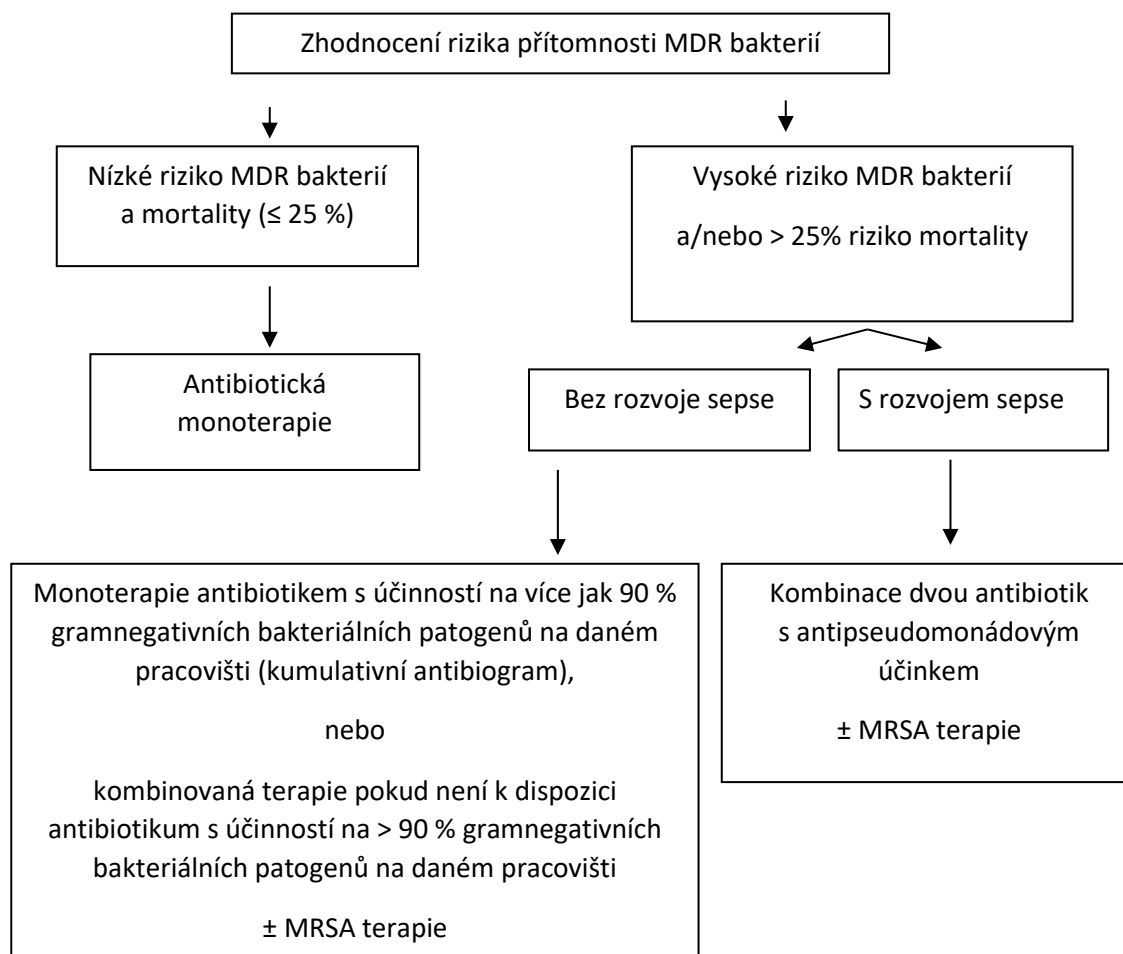 Zhodnocení rizika přítomnosti MDR bakterií
Nízké riziko MDR bakterií
a mortality (≤ 25 %)
Vysoké riziko MDR bakterií
a/nebo > 25% riziko mortality
Antibiotická
monoterapie
Bez rozvoje sepse
S rozvojem sepse
Monoterapie antibiotikem s účinností na více jak 90 %
gramnegativních bakteriálních patogenů na daném
pracovišti (kumulativní antibiogram),
nebo
kombinovaná terapie pokud není k dispozici
antibiotikum s účinností na > 90 % gramnegativních
bakteriálních patogenů na daném pracovišti
± MRSA terapie
Kombinace dvou antibiotik
s antipseudomonádovým
účinkem
± MRSA terapie